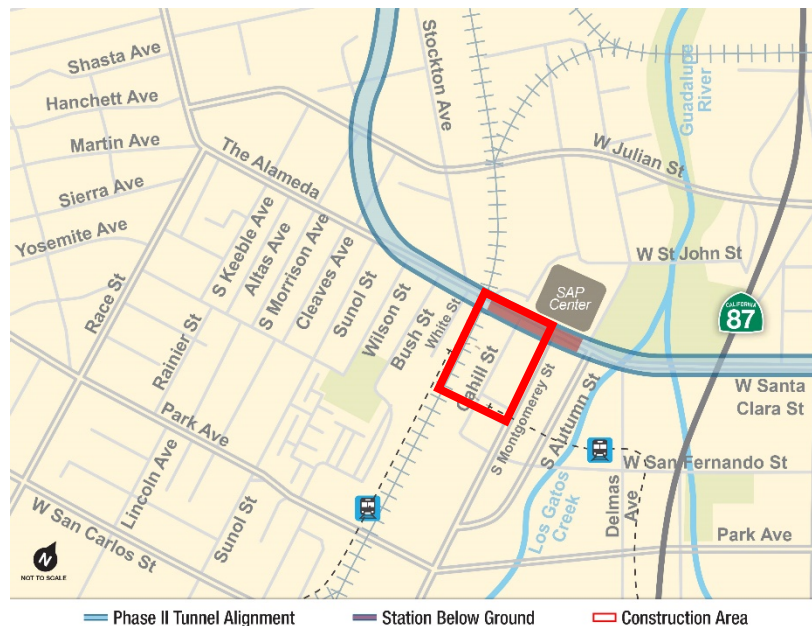 Shasta Ave
Hanchett Ave
Martin Ave
Sierra Ave
Yosemite Ave
Race St
The Alameda
Stockton Ave
W Julian St
Guadalupe
River
W St John St
SAP
Center
CALIFORNIA
87
S Keeble Ave
Altas Ave
S Morrison Ave
Cleaves Ave
Sunol St
Wilson St
Bush St
White St
Cahill St
S Montgomerey St
S Autumn St
W Santa
Clara St
Rainier St
Park Ave
Lincoln Ave
Sunol St
W San Carlos St
Los Gatos
Creek
Delmas
Ave
W San Fernando St
Park Ave
N
NOT TO SCALE
Phase II Tunnel Alignment
Station Below Ground
Construction Area